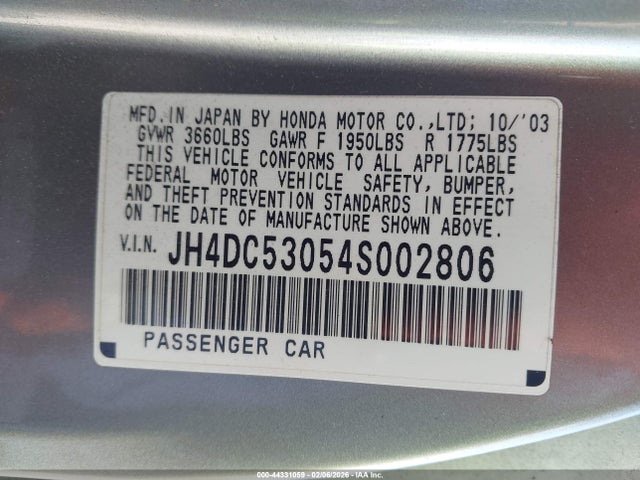 MFD. IN JAPAN BY HONDA MOTOR CO.,LTD; 10/'03
GVWR 3660LBS GAWR F 1950LBS R 1775LBS
THIS VEHICLE CONFORMS TO ALL APPLICABLE
FEDERAL MOTOR VEHICLE SAFETY, BUMPER,
AND THEFT PREVENTION STANDARDS IN EFFECT
ON THE DATE OF MANUFACTURE SHOWN ABOVE.
V.I.N. JH4DC53054S002806
PASSENGER CAR
000-44331059 - 02/06/2026 - IAA Inc.